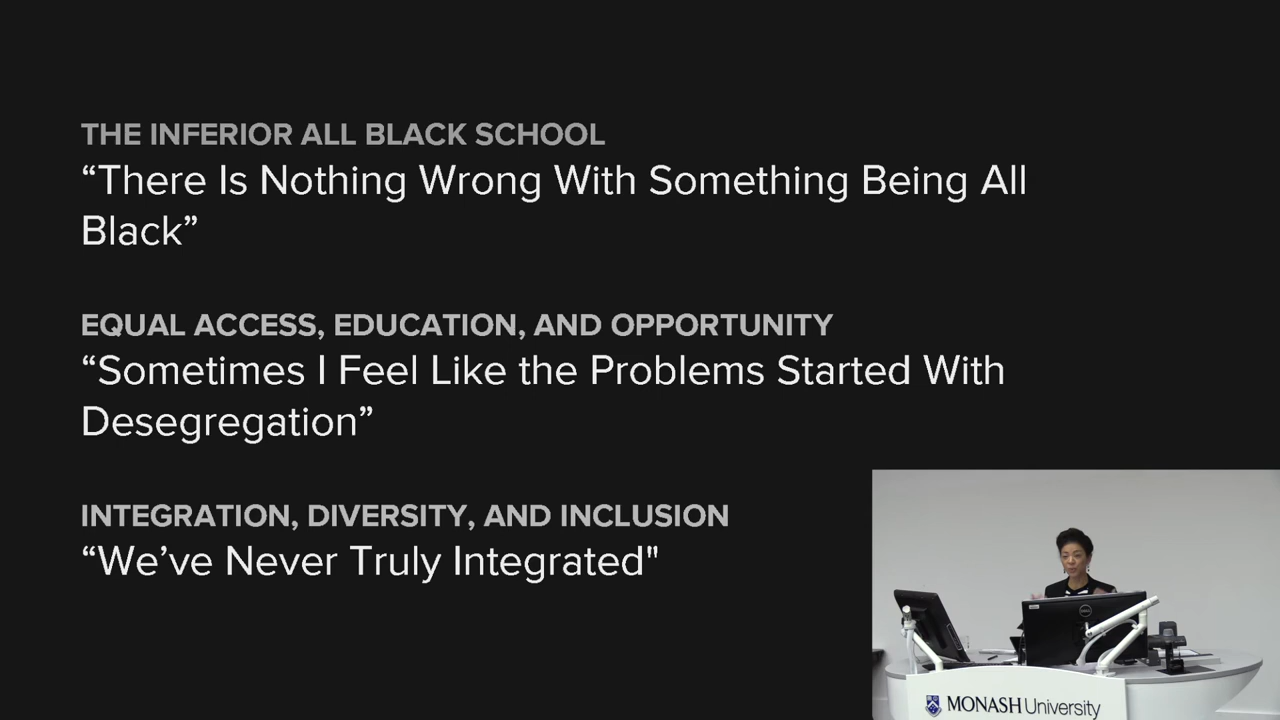 THE INFERIOR ALL BLACK SCHOOL
“There Is Nothing Wrong With Something Being All
Black”
EQUAL ACCESS, EDUCATION, AND OPPORTUNITY
“Sometimes I Feel Like the Problems Started With
Desegregation”
INTEGRATION, DIVERSITY, AND INCLUSION
“We’ve Never Truly Integrated"
MONASH University